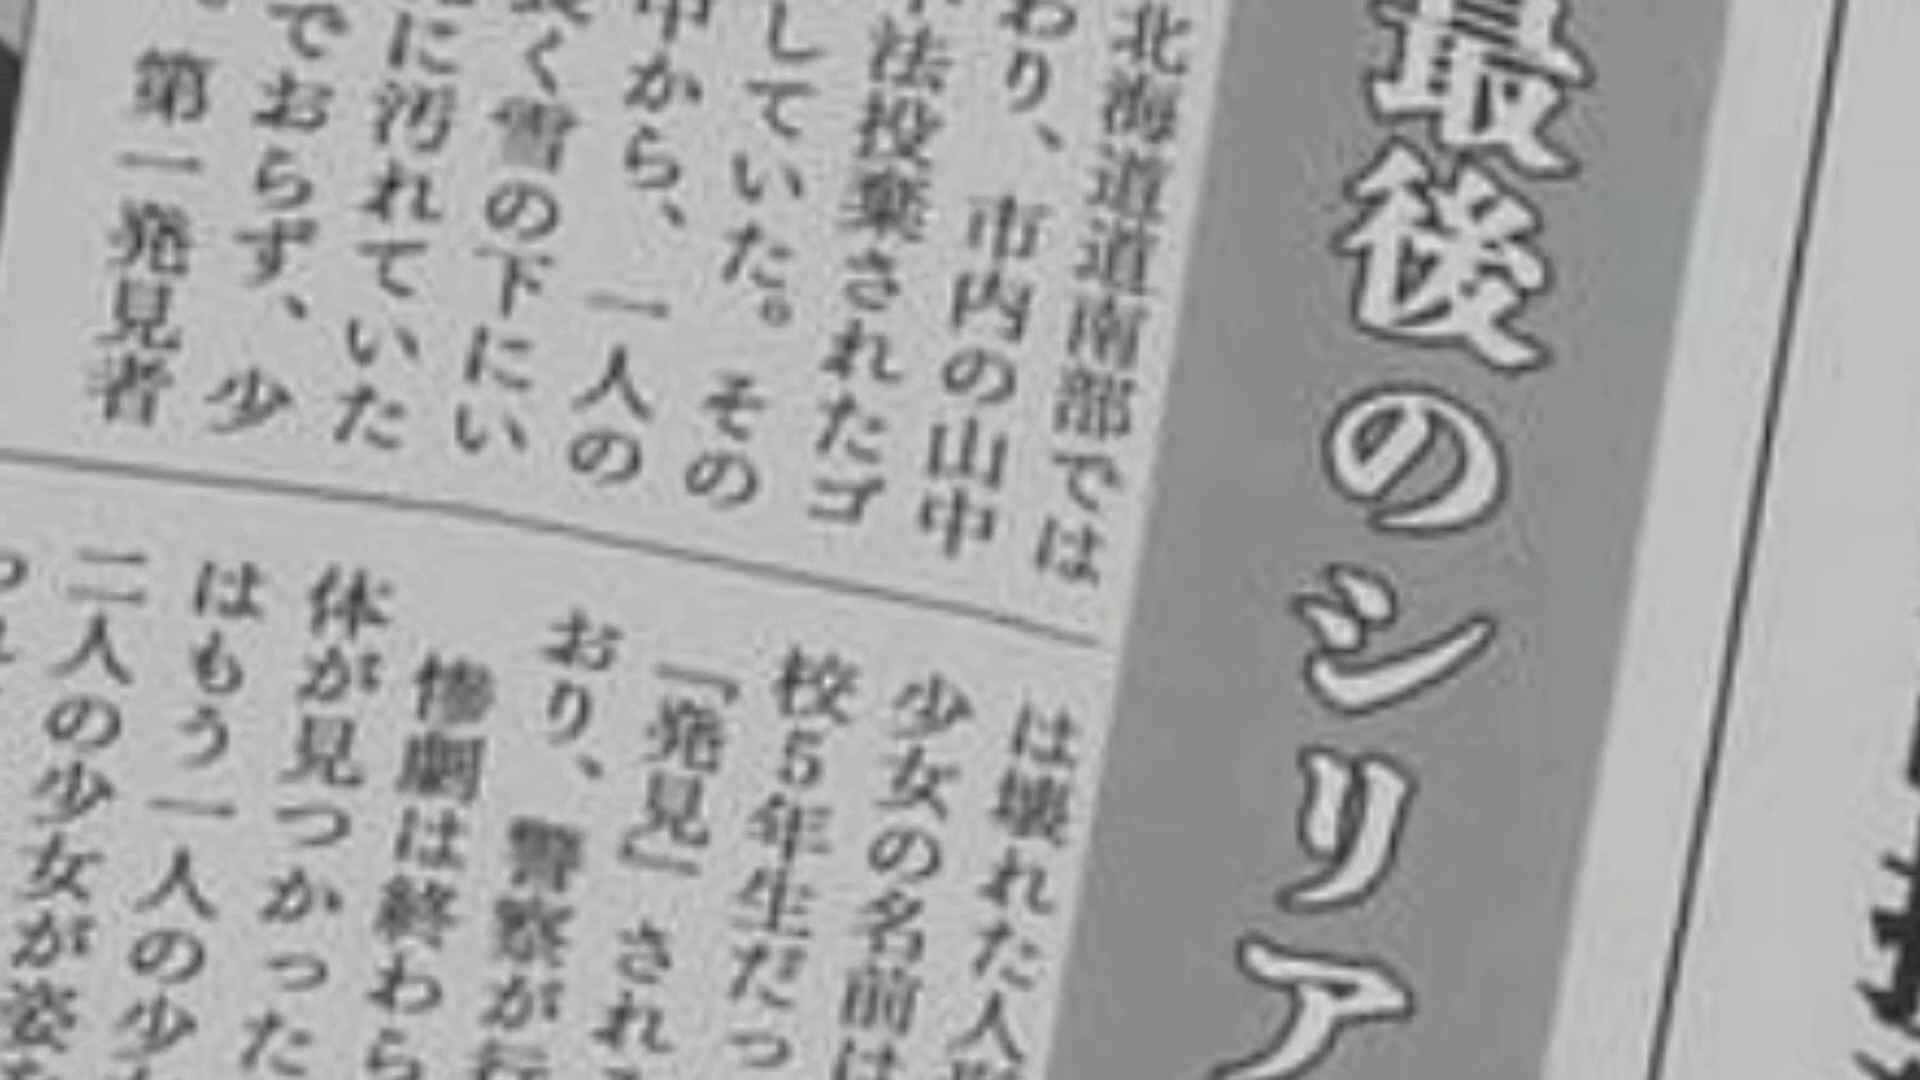 最後のシリア
北海道道南部では
わり、市内の山中
法投棄されたゴ
していた。その
中から、一人の
く雪の下にい
に汚れていた
でおらず、少
第一発見者
は壊れた人
少女の名前は
校5年生だっ
「発見」され
おり、警察が行
惨劇は終わら
体が見つかった
はもう一人の少
二人の少女が姿